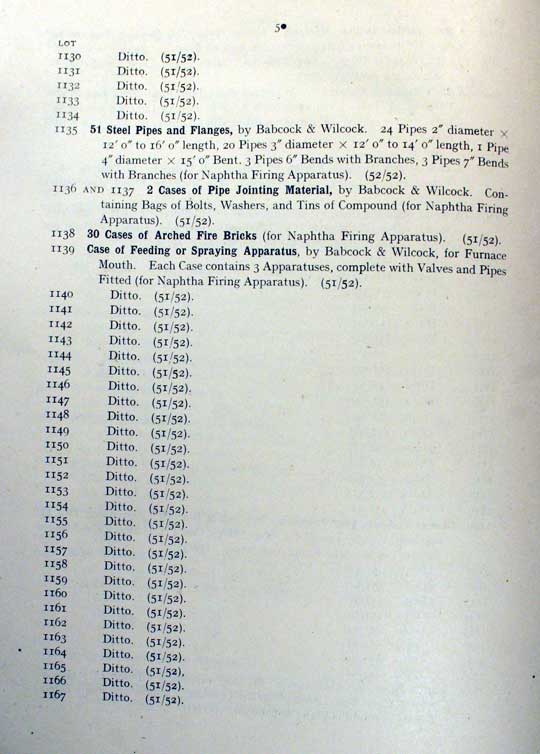 5
LOT
1130 Ditto. (51/52).
1131 Ditto. (51/52).
1132 Ditto. (51/52).
1133 Ditto. (51/52).
1134 Ditto. (51/52).
1135 51 Steel Pipes and Flanges, by Babcock & Wilcock. 24 Pipes 2″ diameter ×
12′ 0″ to 16′ 0″ length, 20 Pipes 3″ diameter × 12′ 0″ to 14′ 0″ length, 1 Pipe
4″ diameter × 15′ 0″ Bent. 3 Pipes 6″ Bends with Branches, 3 Pipes 7″ Bends
with Branches (for Naphtha Firing Apparatus). (52/52).
1136 AND 1137 2 Cases of Pipe Jointing Material, by Babcock & Wilcock. Con-
taining Bags of Bolts, Washers, and Tins of Compound (for Naphtha Firing
Apparatus). (51/52).
1138 30 Cases of Arched Fire Bricks (for Naphtha Firing Apparatus). (51/52).
1139 Case of Feeding or Spraying Apparatus, by Babcock & Wilcock, for Furnace
Mouth. Each Case contains 3 Apparatuses, complete with Valves and Pipes
Fitted (for Naphtha Firing Apparatus). (51/52).
1140 Ditto. (51/52).
1141 Ditto. (51/52).
1142 Ditto. (51/52).
1143 Ditto. (51/52).
1144 Ditto. (51/52).
1145 Ditto. (51/52).
1146 Ditto. (51/52).
1147 Ditto. (51/52).
1148 Ditto. (51/52).
1149 Ditto. (51/52).
1150 Ditto. (51/52).
1151 Ditto. (51/52).
1152 Ditto. (51/52).
1153 Ditto. (51/52).
1154 Ditto. (51/52).
1155 Ditto. (51/52).
1156 Ditto. (51/52).
1157 Ditto. (51/52).
1158 Ditto. (51/52).
1159 Ditto. (51/52).
1160 Ditto. (51/52).
1161 Ditto. (51/52).
1162 Ditto. (51/52).
1163 Ditto. (51/52).
1164 Ditto. (51/52).
1165 Ditto. (51/52),
1166 Ditto. (51/52).
1167 Ditto. (51/52).